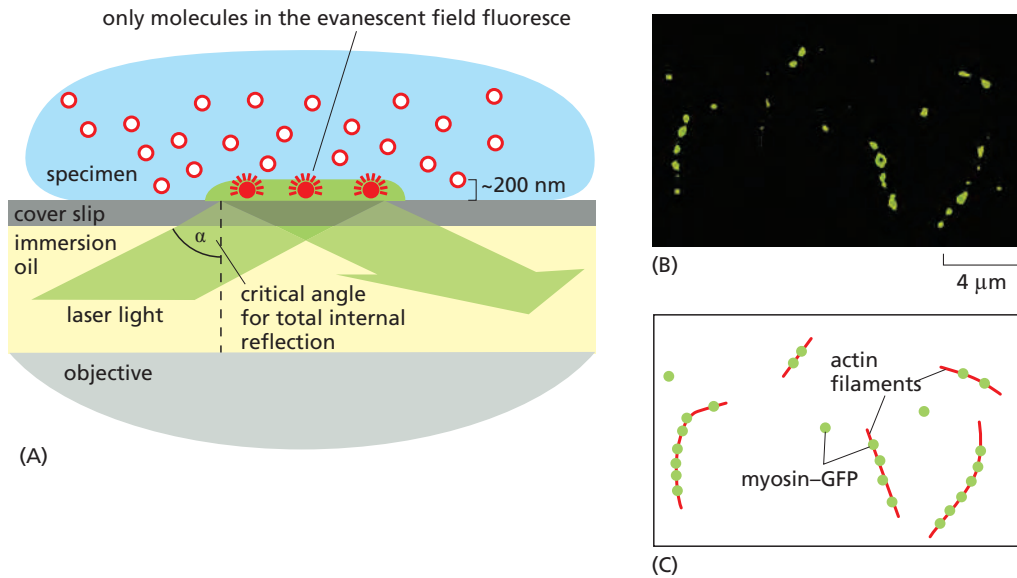 only molecules in the evanescent field fluoresce
specimen
~200 nm
cover slip
immersion
oil
α
laser light
critical angle
for total internal
reflection
objective
(A)
(B)
4 μm
actin
filaments
myosin–GFP
(C)